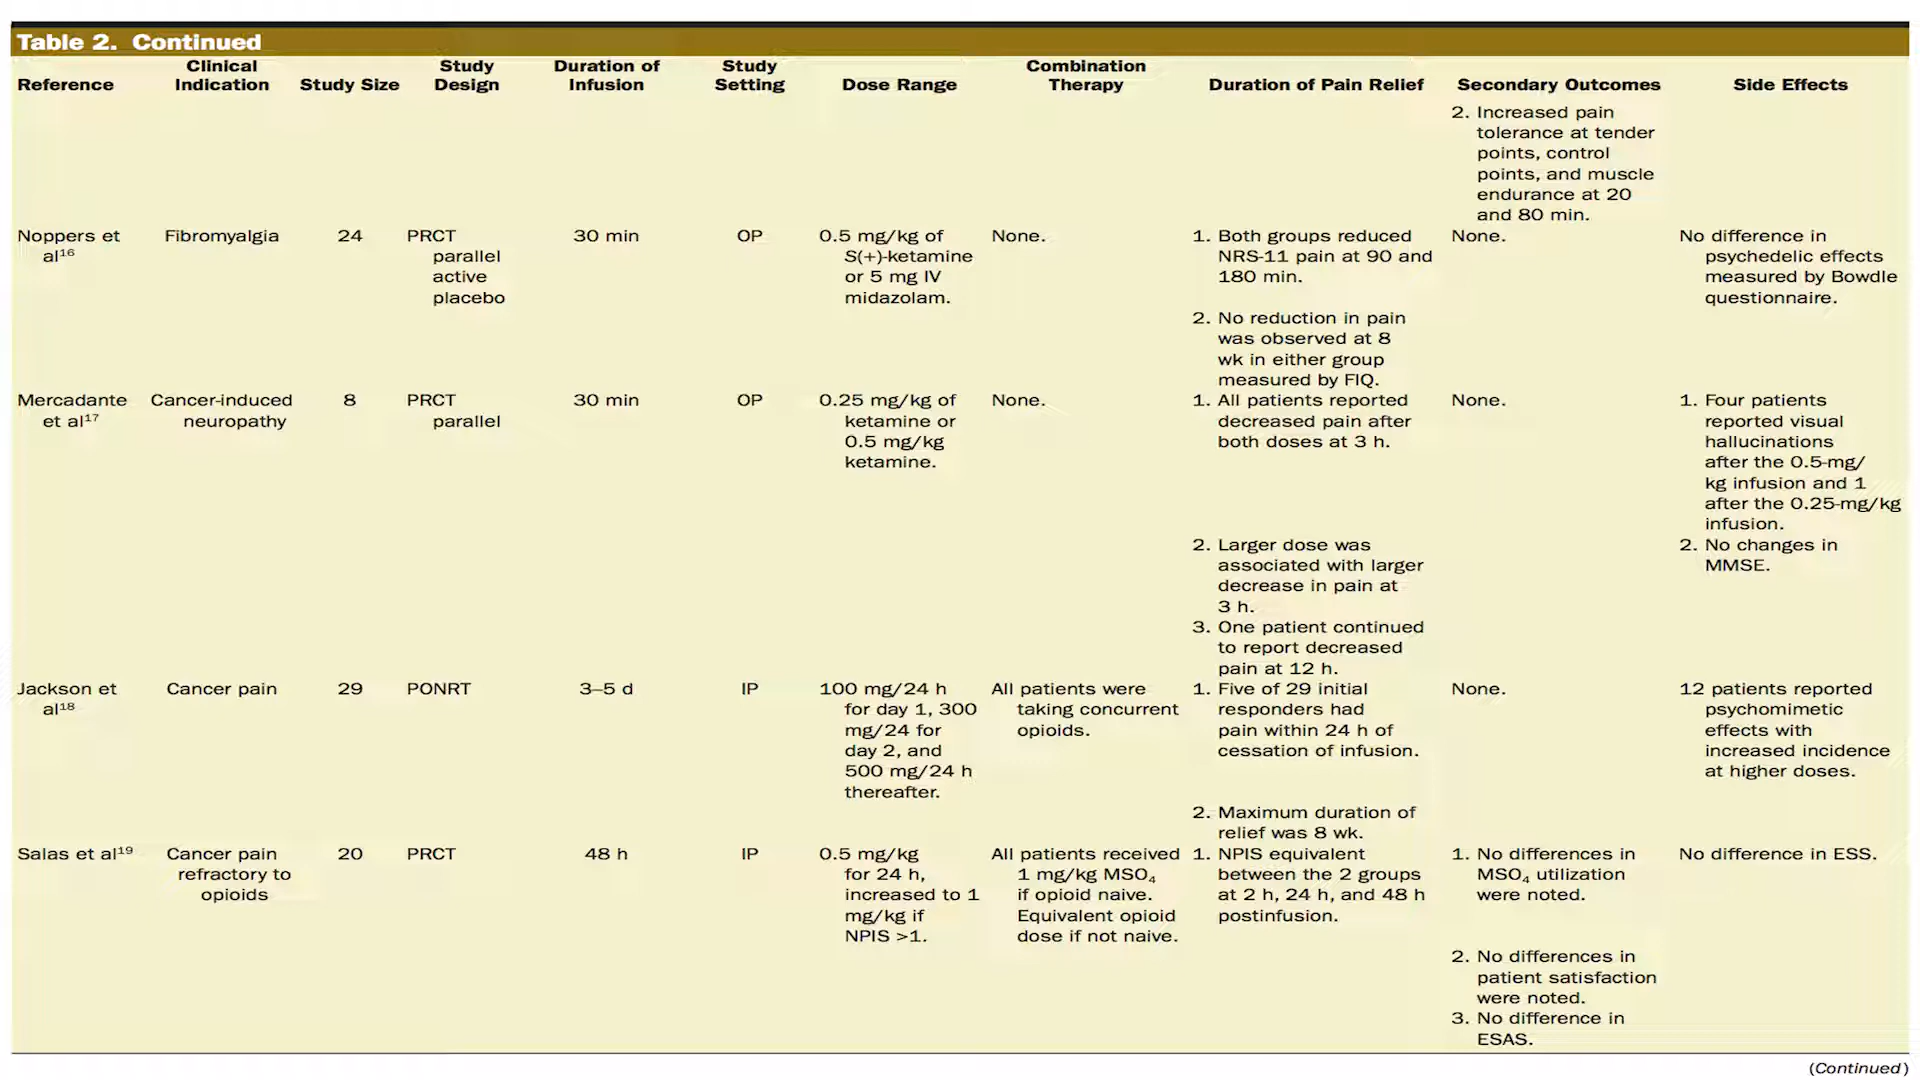 Table 2. Continued
Reference
Clinical
Indication
Study Size
Study
Design
Duration of
Infusion
Study
Setting
Dose Range
Combination
Therapy
Duration of Pain Relief
Secondary Outcomes
Side Effects
2. Increased pain
tolerance at tender
points, control
points, and muscle
endurance at 20
and 80 min.
Noppers et
al16
Fibromyalgia
24
PRCT
parallel
active
placebo
30 min
OP
0.5 mg/kg of
S(+)-ketamine
or 5 mg IV
midazolam.
None.
1. Both groups reduced
NRS-11 pain at 90 and
180 min.
2. No reduction in pain
was observed at 8
wk in either group
measured by FIQ.
None.
No difference in
psychedelic effects
measured by Bowdle
questionnaire.
Mercadante
et al17
Cancer-induced
neuropathy
8
PRCT
parallel
30 min
OP
0.25 mg/kg of
ketamine or
0.5 mg/kg
ketamine.
None.
1. All patients reported
decreased pain after
both doses at 3 h.
2. Larger dose was
associated with larger
decrease in pain at
3 h.
3. One patient continued
to report decreased
pain at 12 h.
None.
1. Four patients
reported visual
hallucinations
after the 0.5-mg/
kg infusion and 1
after the 0.25-mg/kg
infusion.
2. No changes in
MMSE.
Jackson et
al18
Cancer pain
29
PONRT
3–5 d
IP
100 mg/24 h
for day 1, 300
mg/24 for
day 2, and
500 mg/24 h
thereafter.
All patients were
taking concurrent
opioids.
1. Five of 29 initial
responders had
pain within 24 h of
cessation of infusion.
2. Maximum duration of
relief was 8 wk.
None.
12 patients reported
psychomimetic
effects with
increased incidence
at higher doses.
Salas et al19
Cancer pain
refractory to
opioids
20
PRCT
48 h
IP
0.5 mg/kg
for 24 h,
increased to 1
mg/kg if
NPIS >1.
All patients received
1 mg/kg MSO4
if opioid naive.
Equivalent opioid
dose if not naive.
1. NPIS equivalent
between the 2 groups
at 2 h, 24 h, and 48 h
postinfusion.
1. No differences in
MSO4 utilization
were noted.
2. No differences in
patient satisfaction
were noted.
3. No difference in
ESAS.
No difference in ESS.
(Continued)